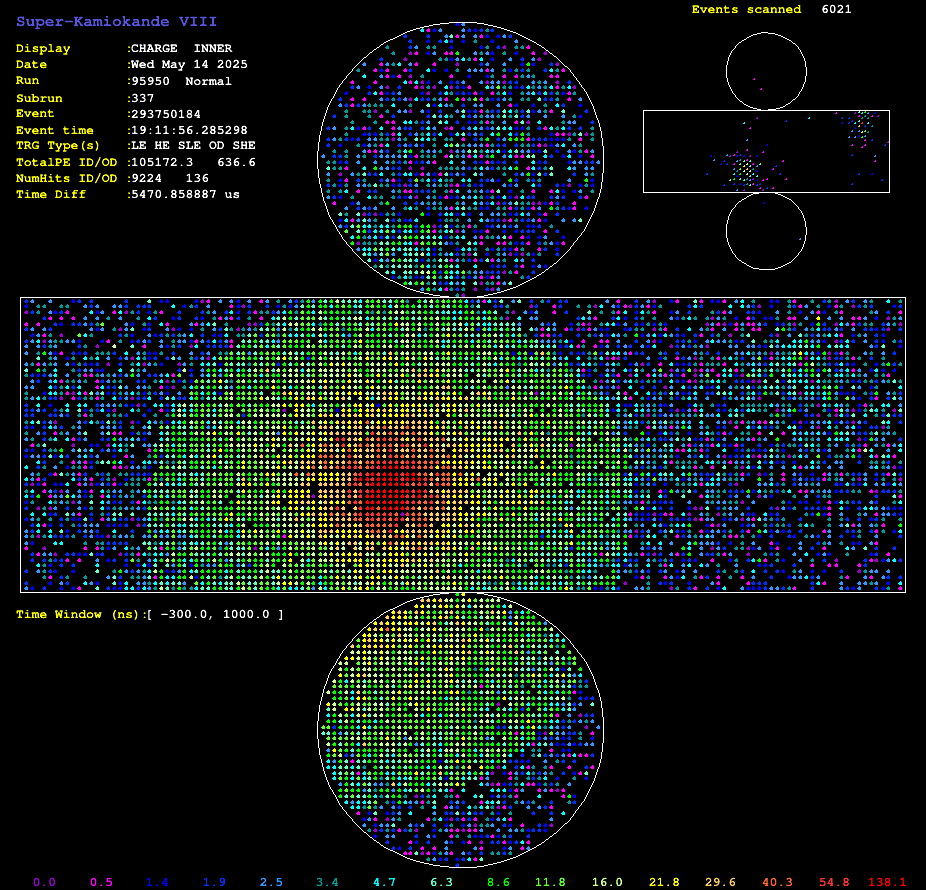 Super-Kamiokande VIII
Events scanned 6021
Display :CHARGE INNER
Date :Wed May 14 2025
Run :95950 Normal
Subrun :337
Event :293750184
Event time :19:11:56.285298
TRG Type(s) :LE HE SLE OD SHE
TotalPE ID/OD :105172.3 636.6
NumHits ID/OD :9224 136
Time Diff :5470.858887 us
Time Window (ns):[ -300.0, 1000.0 ]
0.0 0.5 1.4 1.9 2.5 3.4 4.7 6.3 8.6 11.8 16.0 21.8 29.6 40.3 54.8 138.1